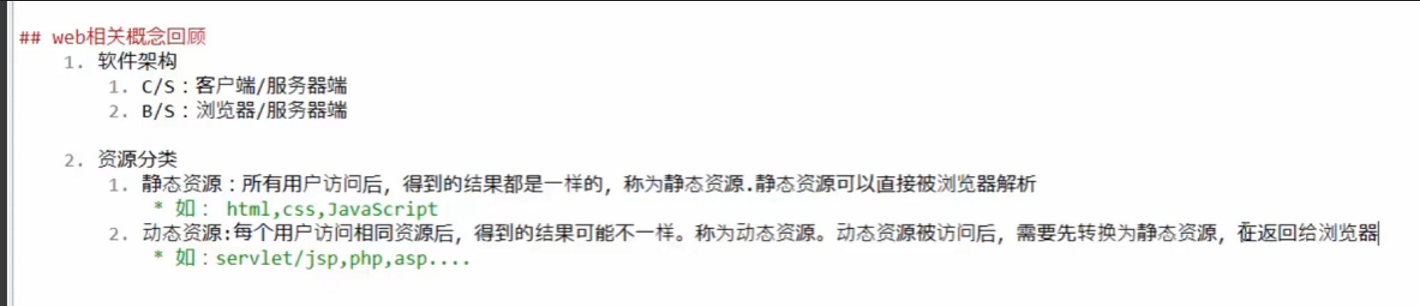 ## web相关概念回顾
1. 软件架构
1. C/S：客户端/服务器端
2. B/S：浏览器/服务器端
2. 资源分类
1. 静态资源：所有用户访问后，得到的结果都是一样的，称为静态资源.静态资源可以直接被浏览器解析
* 如： html,css,JavaScript
2. 动态资源:每个用户访问相同资源后，得到的结果可能不一样。称为动态资源。动态资源被访问后，需要先转换为静态资源，在返回给浏览器
* 如：servlet/jsp,php,asp....